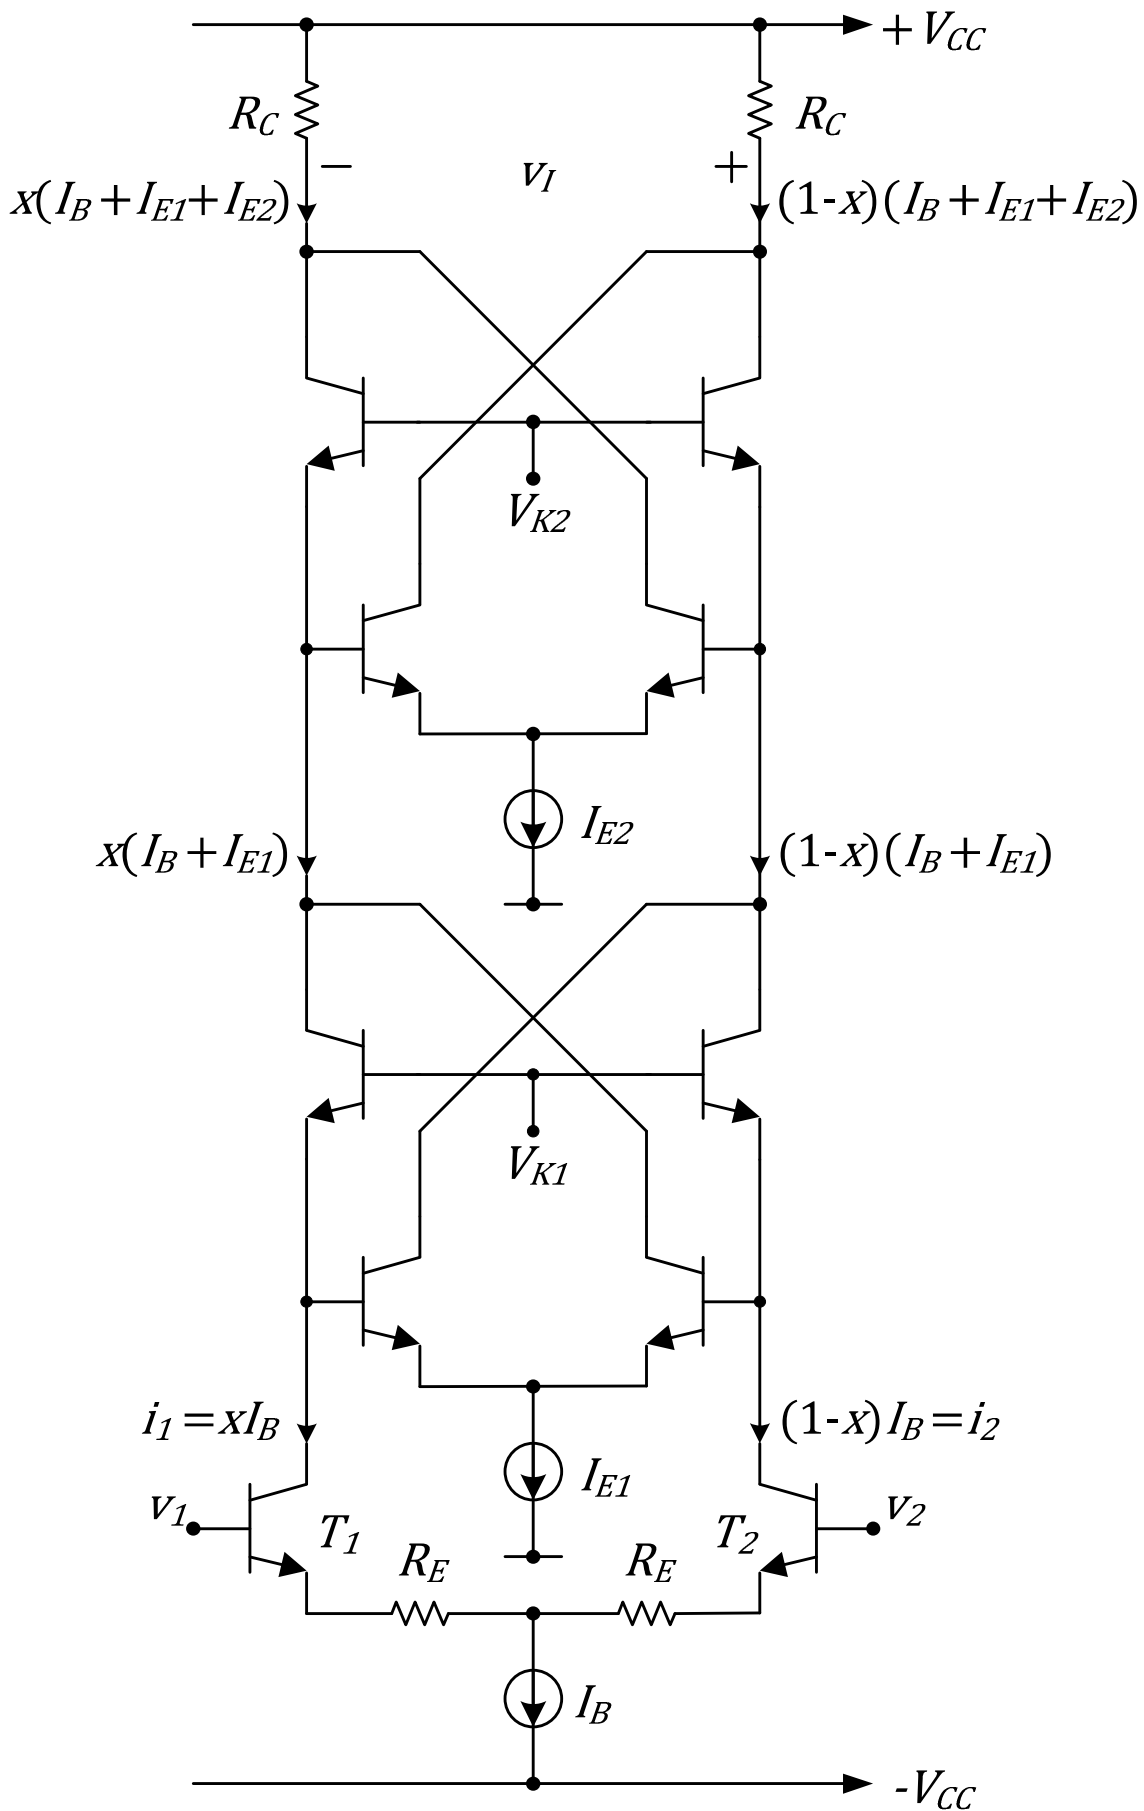 + V_CC
R_C R_C
− v_I +
x(I_B + I_E1 + I_E2) (1-x)(I_B + I_E1 + I_E2)
V_K2
I_E2
x(I_B + I_E1) (1-x)(I_B + I_E1)
V_K1
i_1 = xI_B (1-x)I_B = i_2
I_E1
v_1 T_1 T_2 v_2
R_E R_E
I_B
-V_CC